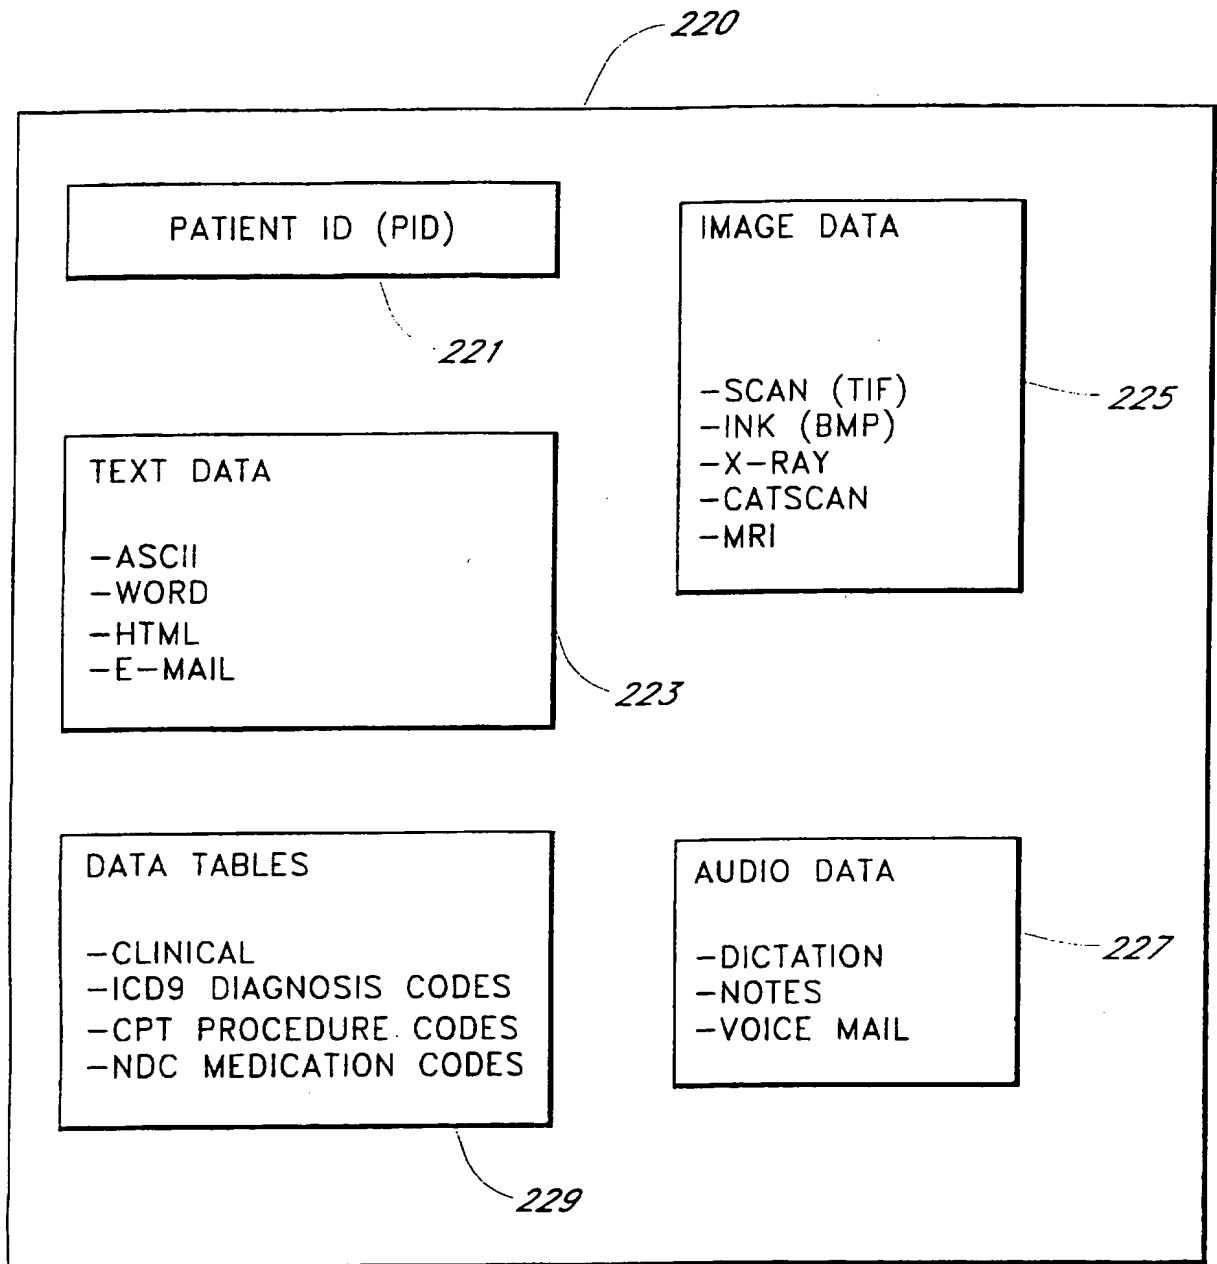 220
PATIENT ID (PID)
221
IMAGE DATA
-SCAN (TIF)
-INK (BMP)
-X-RAY
-CATSCAN
-MRI
225
TEXT DATA
-ASCII
-WORD
-HTML
-E-MAIL
223
DATA TABLES
-CLINICAL
-ICD9 DIAGNOSIS CODES
-CPT PROCEDURE CODES
-NDC MEDICATION CODES
229
AUDIO DATA
-DICTATION
-NOTES
-VOICE MAIL
227